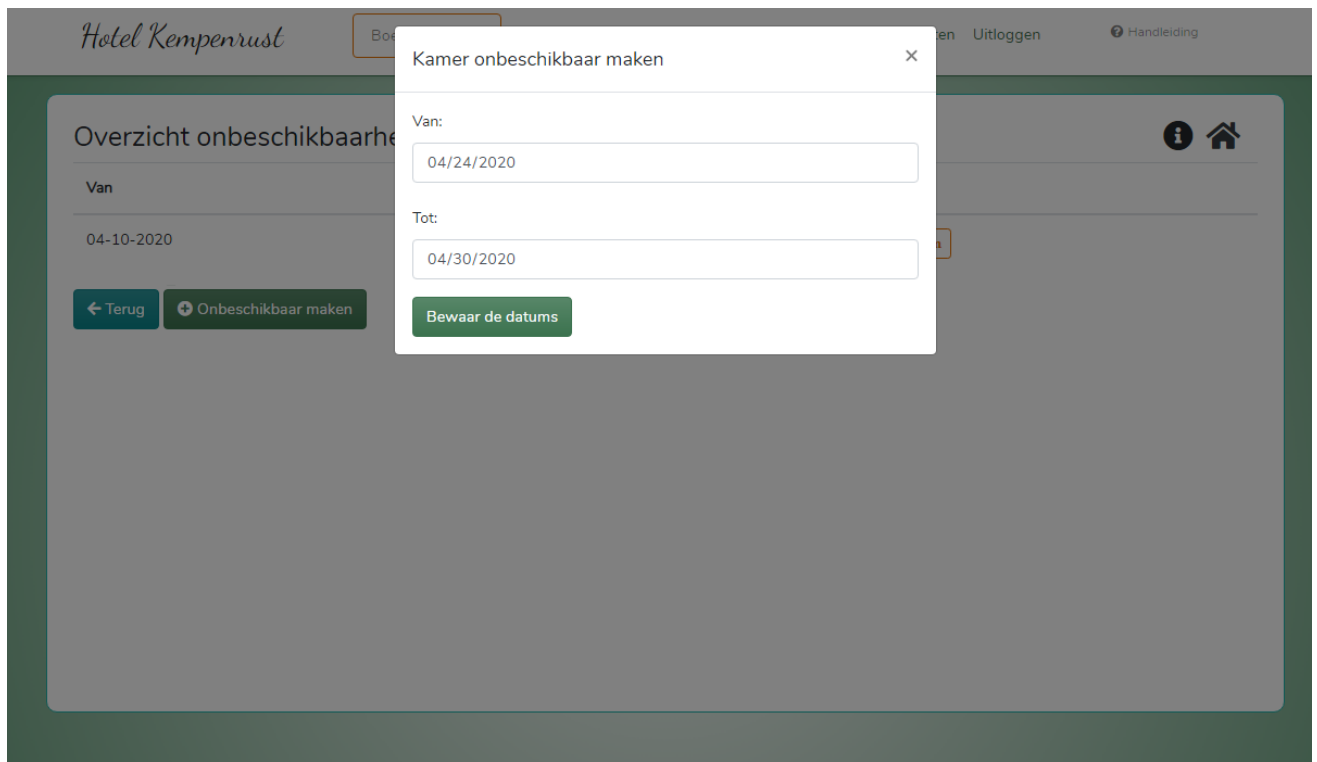 Hotel Kempenrust
Uitloggen
Handleiding
Kamer onbeschikbaar maken
×
Overzicht
Van:
04/24/2020
Van
Tot:
04-10-2020
04/30/2020
Terug
Onbeschikbaar maken
Bewaar de datums